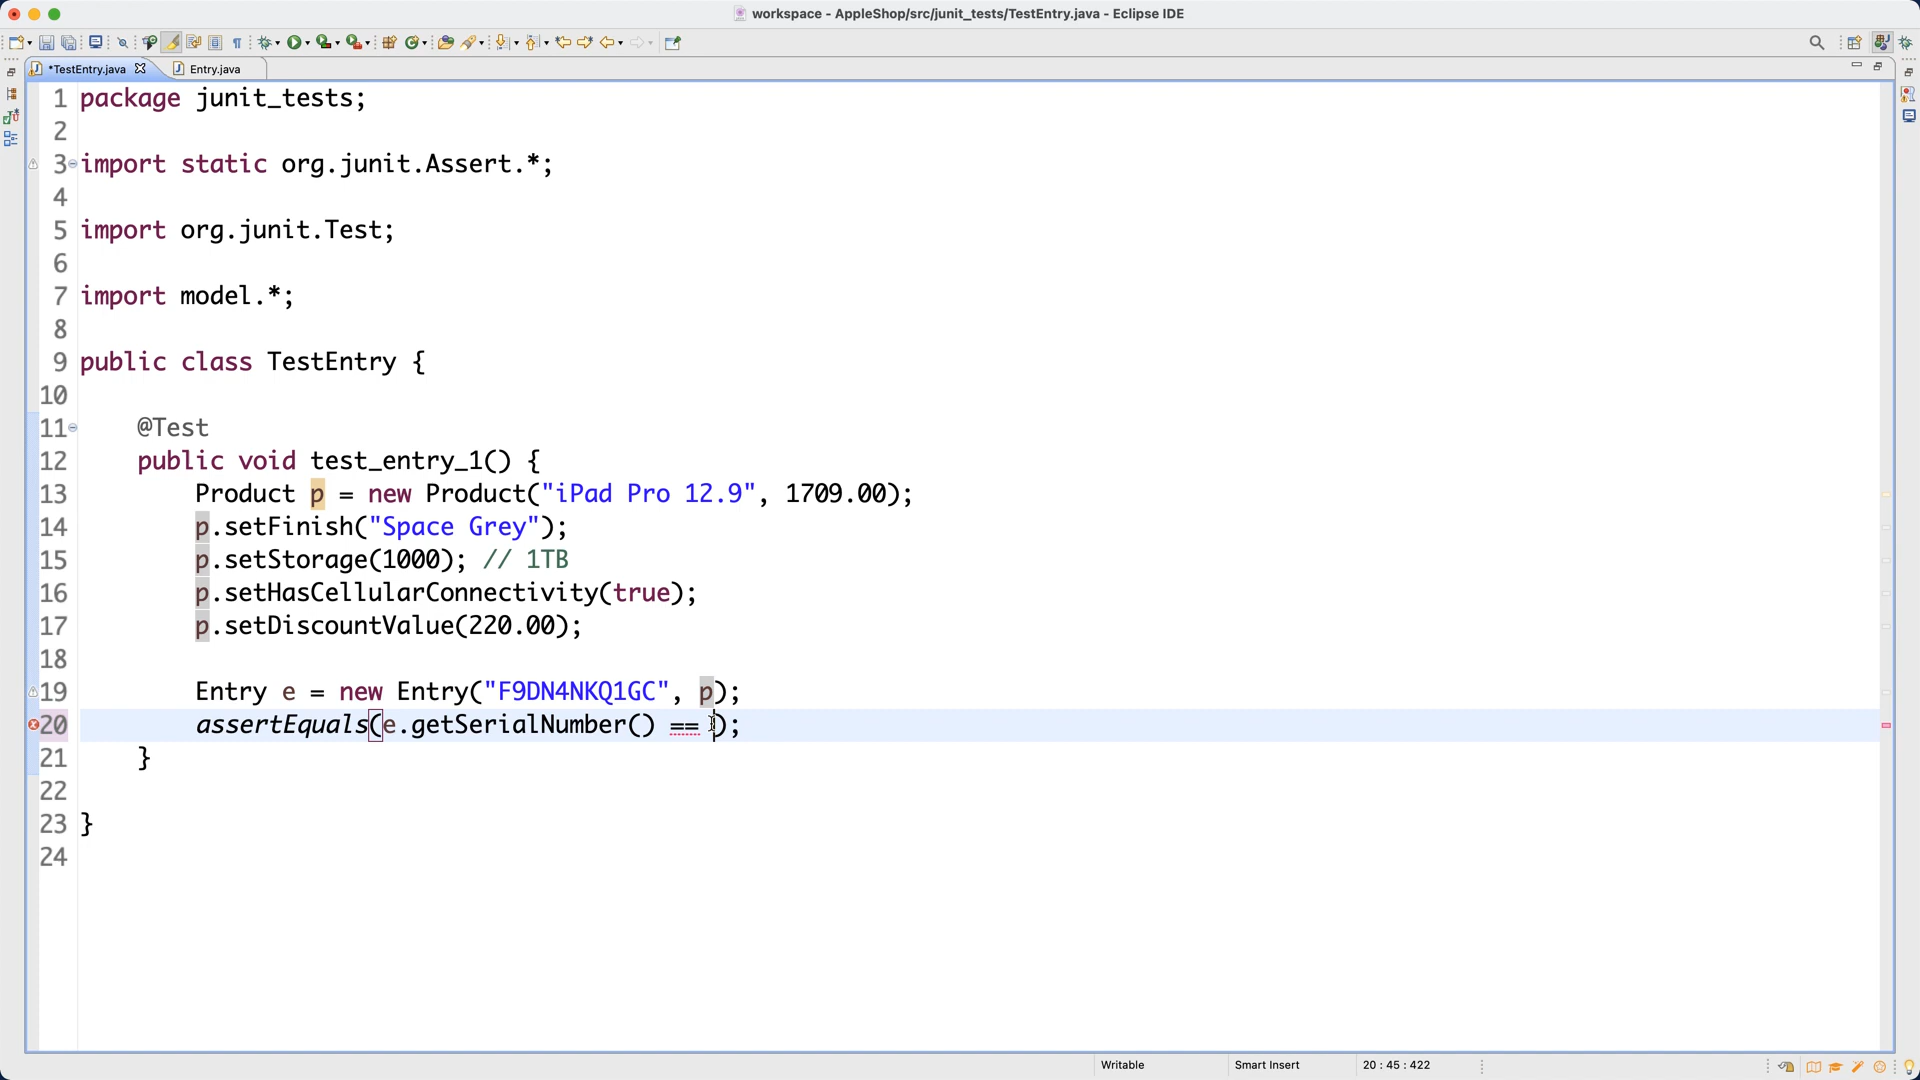 workspace - AppleShop/src/junit_tests/TestEntry.java - Eclipse IDE
*TestEntry.java
Entry.java
1 package junit_tests;
2
3 import static org.junit.Assert.*;
4
5 import org.junit.Test;
6
7 import model.*;
8
9 public class TestEntry {
10
11 @Test
12 public void test_entry_1() {
13 Product p = new Product("iPad Pro 12.9", 1709.00);
14 p.setFinish("Space Grey");
15 p.setStorage(1000); // 1TB
16 p.setHasCellularConnectivity(true);
17 p.setDiscountValue(220.00);
18
19 Entry e = new Entry("F9DN4NKQ1GC", p);
20 assertEquals(e.getSerialNumber() == );
21 }
22
23 }
24
Writable
Smart Insert
20 : 45 : 422